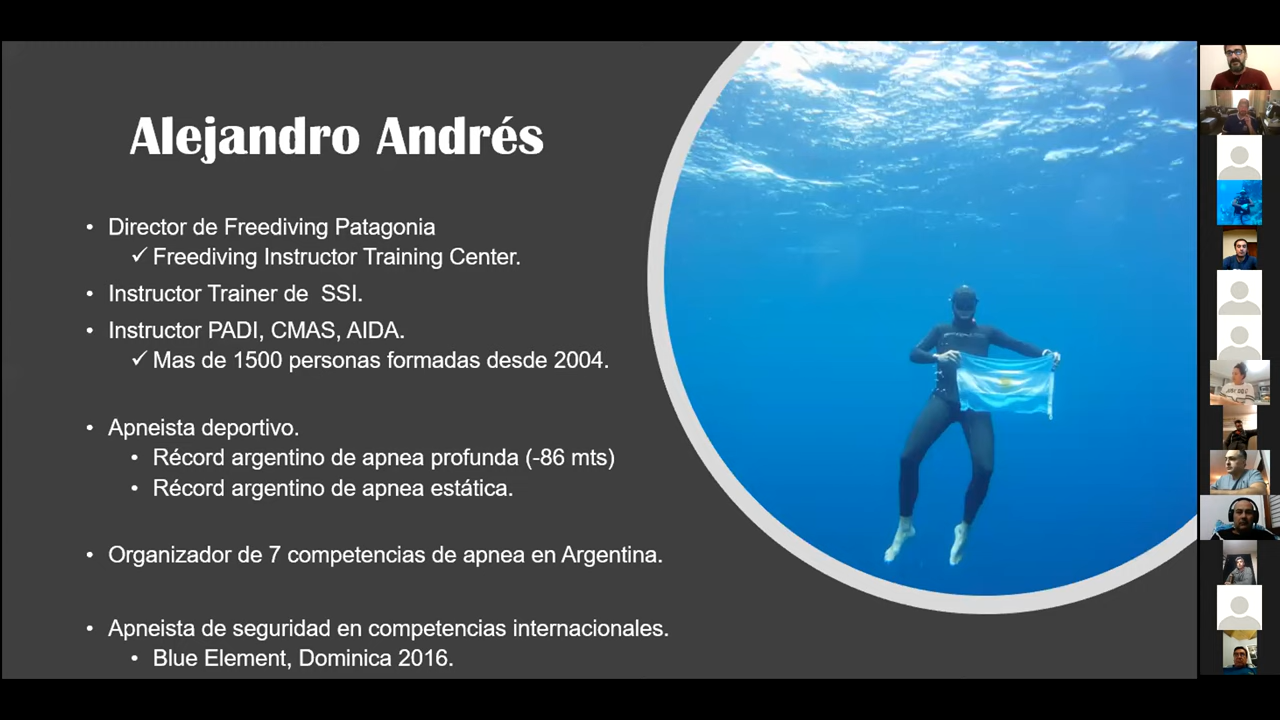 Alejandro Andrés
• Director de Freediving Patagonia
✓ Freediving Instructor Training Center.
• Instructor Trainer de SSI.
• Instructor PADI, CMAS, AIDA.
✓ Mas de 1500 personas formadas desde 2004.
• Apneista deportivo.
• Récord argentino de apnea profunda (-86 mts)
• Récord argentino de apnea estática.
• Organizador de 7 competencias de apnea en Argentina.
• Apneista de seguridad en competencias internacionales.
• Blue Element, Dominica 2016.